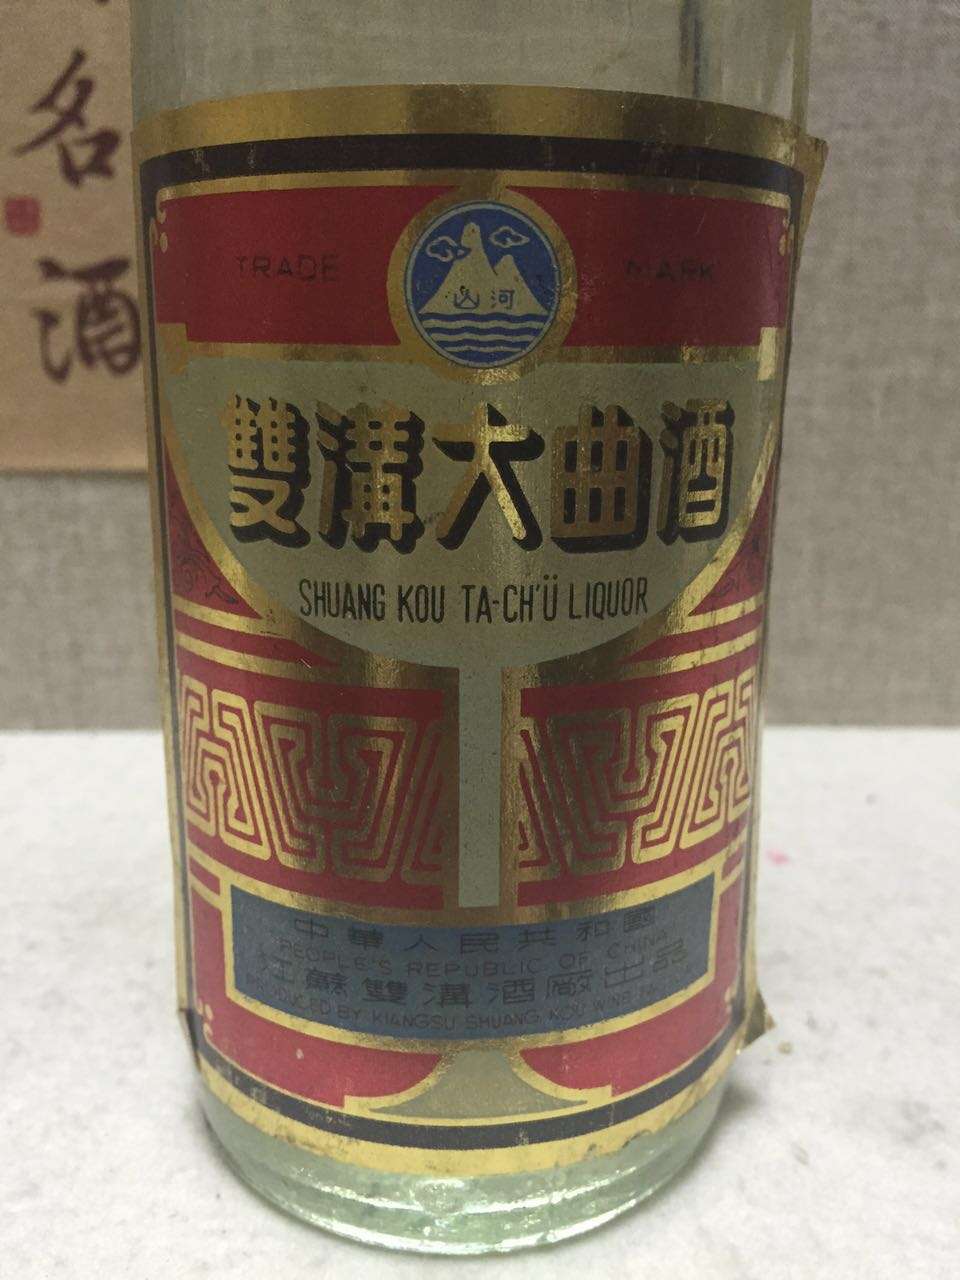 名酒
TRADE MARK
山河
雙溝大曲酒
SHUANG KOU TA-CH'Ü LIQUOR
中華人民共和國
PEOPLE'S REPUBLIC OF CHINA
江蘇雙溝酒廠出品
PRODUCED BY KIANGSU SHUANG KOU WINE